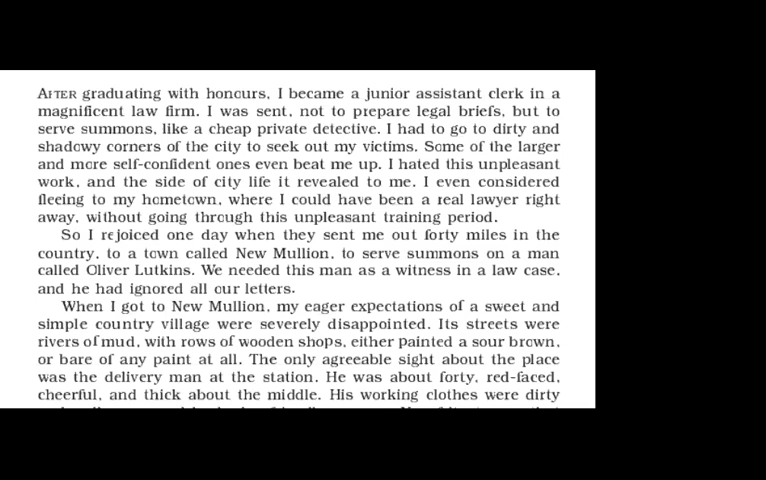 AFTER graduating with honours, I became a junior assistant clerk in a
magnificent law firm. I was sent, not to prepare legal briefs, but to
serve summons, like a cheap private detective. I had to go to dirty and
shadowy corners of the city to seek out my victims. Some of the larger
and more self-confident ones even beat me up. I hated this unpleasant
work, and the side of city life it revealed to me. I even considered
fleeing to my hometown, where I could have been a real lawyer right
away, without going through this unpleasant training period.
So I rejoiced one day when they sent me out forty miles in the
country, to a town called New Mullion, to serve summons on a man
called Oliver Lutkins. We needed this man as a witness in a law case,
and he had ignored all our letters.
When I got to New Mullion, my eager expectations of a sweet and
simple country village were severely disappointed. Its streets were
rivers of mud, with rows of wooden shops, either painted a sour brown,
or bare of any paint at all. The only agreeable sight about the place
was the delivery man at the station. He was about forty, red-faced,
cheerful, and thick about the middle. His working clothes were dirty